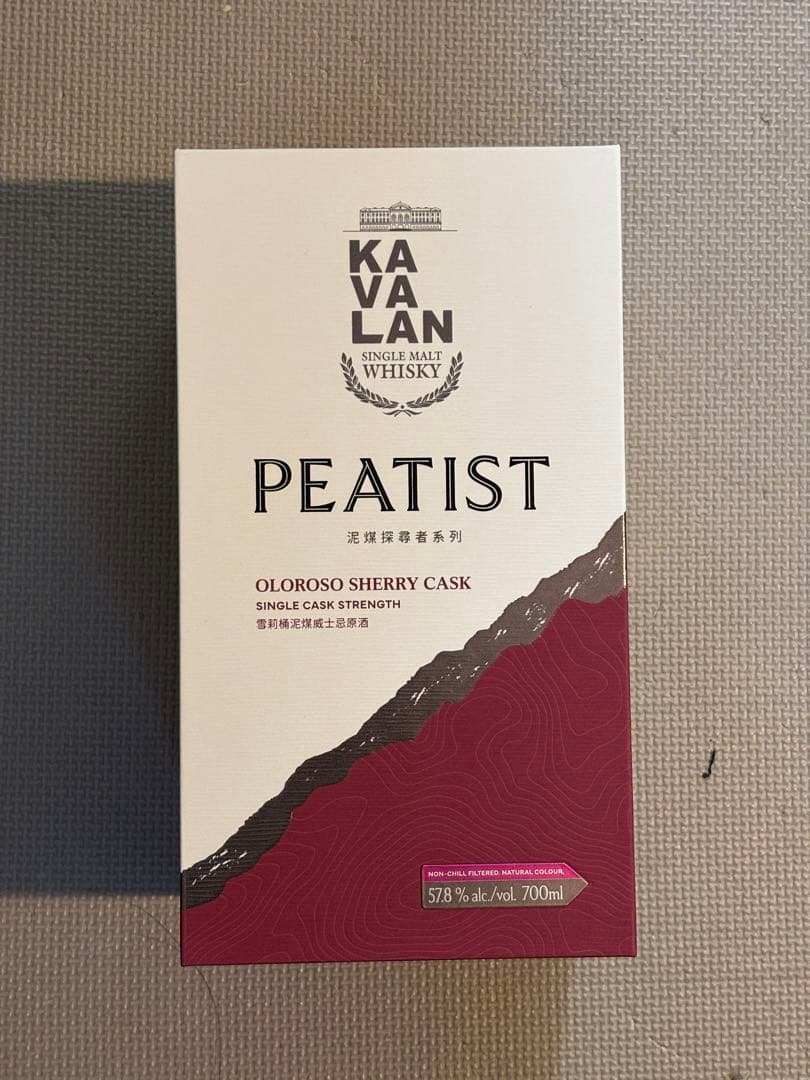 KA
VA
LAN
SINGLE MALT
WHISKY
PEATIST
泥煤探尋者系列
OLOROSO SHERRY CASK
SINGLE CASK STRENGTH
雪莉桶泥煤威士忌原酒
NON-CHILL FILTERED. NATURAL COLOUR.
57.8 % alc./vol. 700ml